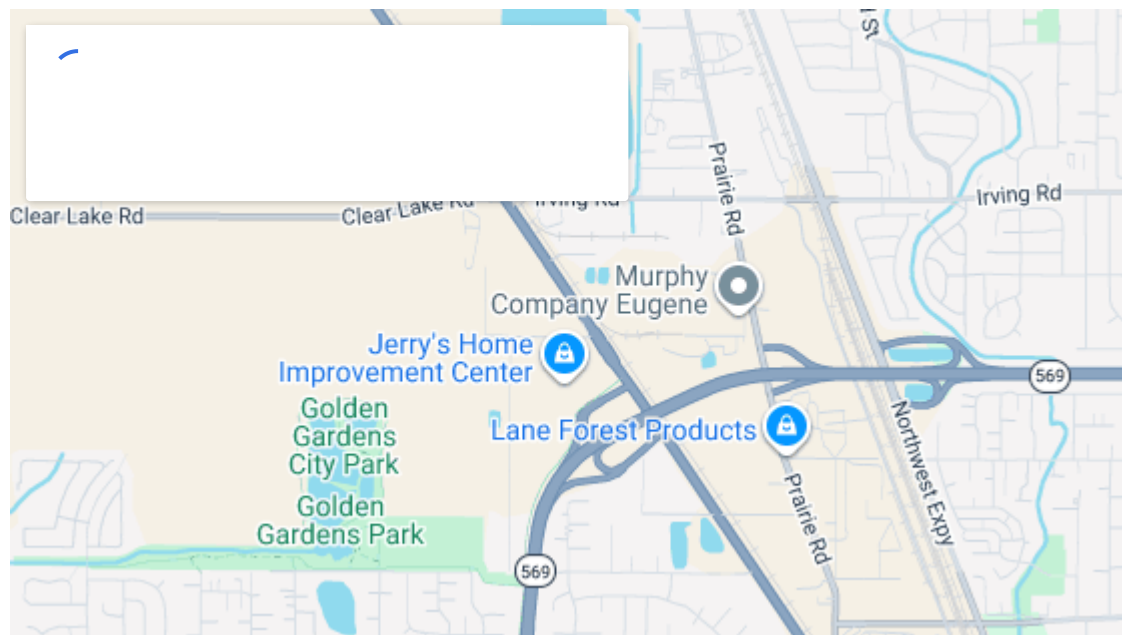 St
Prairie Rd
Irving Rd
Clear Lake Rd
Clear Lake Rd
Irving Rd
Murphy
Company Eugene
Jerry's Home
Improvement Center
569
Golden
Gardens
City Park
Lane Forest Products
Northwest Expy
Golden
Gardens Park
Prairie Rd
569